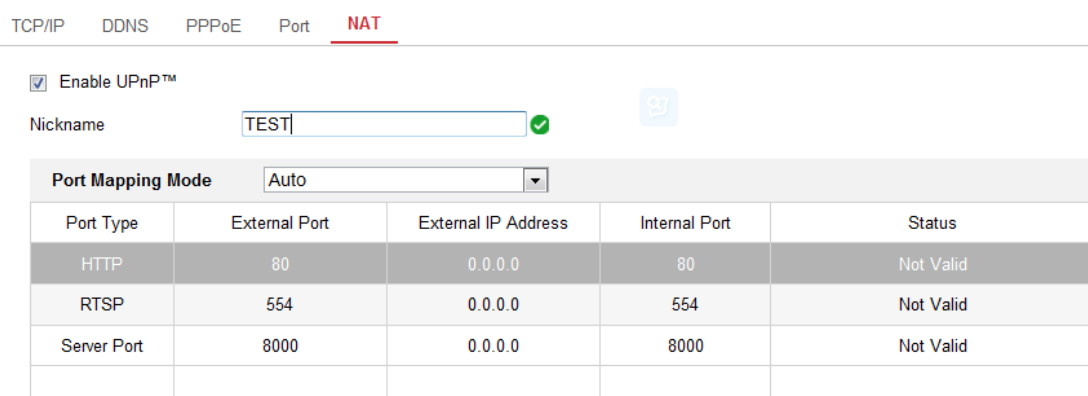 TCP/IP DDNS PPPoE Port NAT
Enable UPnP™
Nickname TEST
Port Mapping Mode Auto
Port Type External Port External IP Address Internal Port Status
HTTP 80 0.0.0.0 80 Not Valid
RTSP 554 0.0.0.0 554 Not Valid
Server Port 8000 0.0.0.0 8000 Not Valid